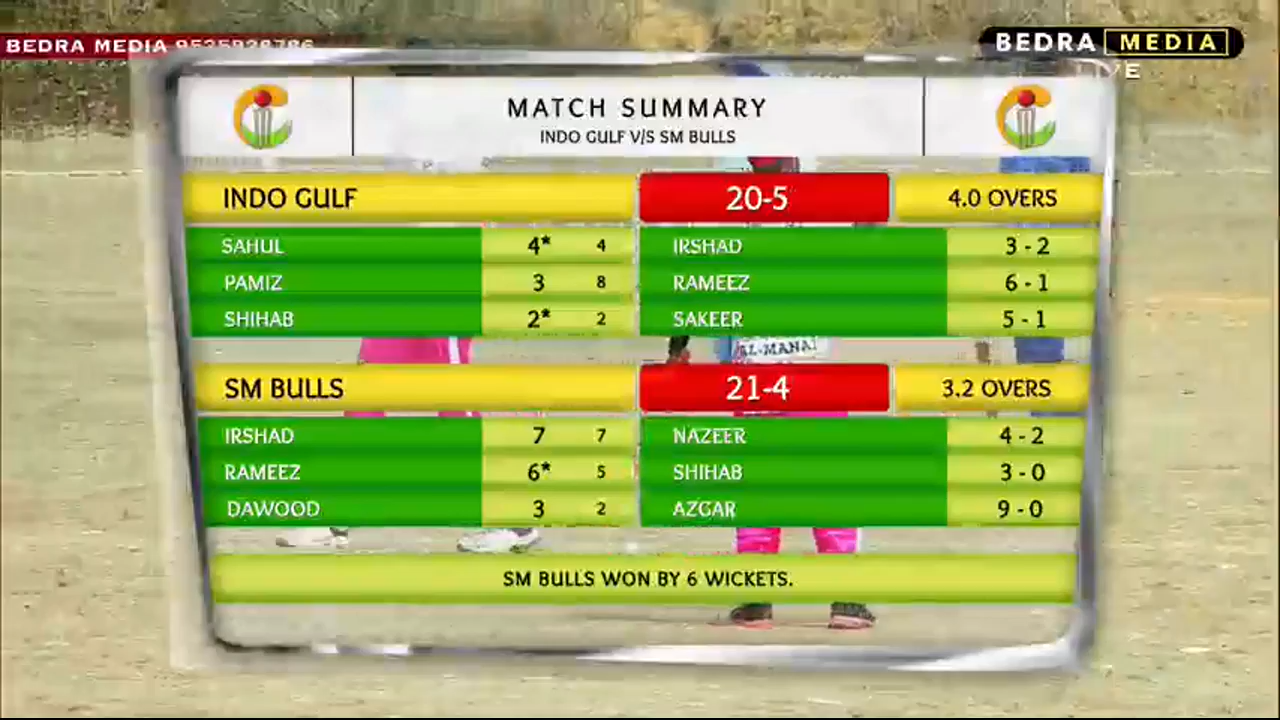 BEDRA MEDIA 9535938786
BEDRA MEDIA
LIVE
MATCH SUMMARY
INDO GULF V/S SM BULLS
INDO GULF 20-5 4.0 OVERS
SAHUL 4* 4 IRSHAD 3 - 2
PAMIZ 3 8 RAMEEZ 6 - 1
SHIHAB 2* 2 SAKEER 5 - 1
AL-MANAI
SM BULLS 21-4 3.2 OVERS
IRSHAD 7 7 NAZEER 4 - 2
RAMEEZ 6* 5 SHIHAB 3 - 0
DAWOOD 3 2 AZGAR 9 - 0
SM BULLS WON BY 6 WICKETS.